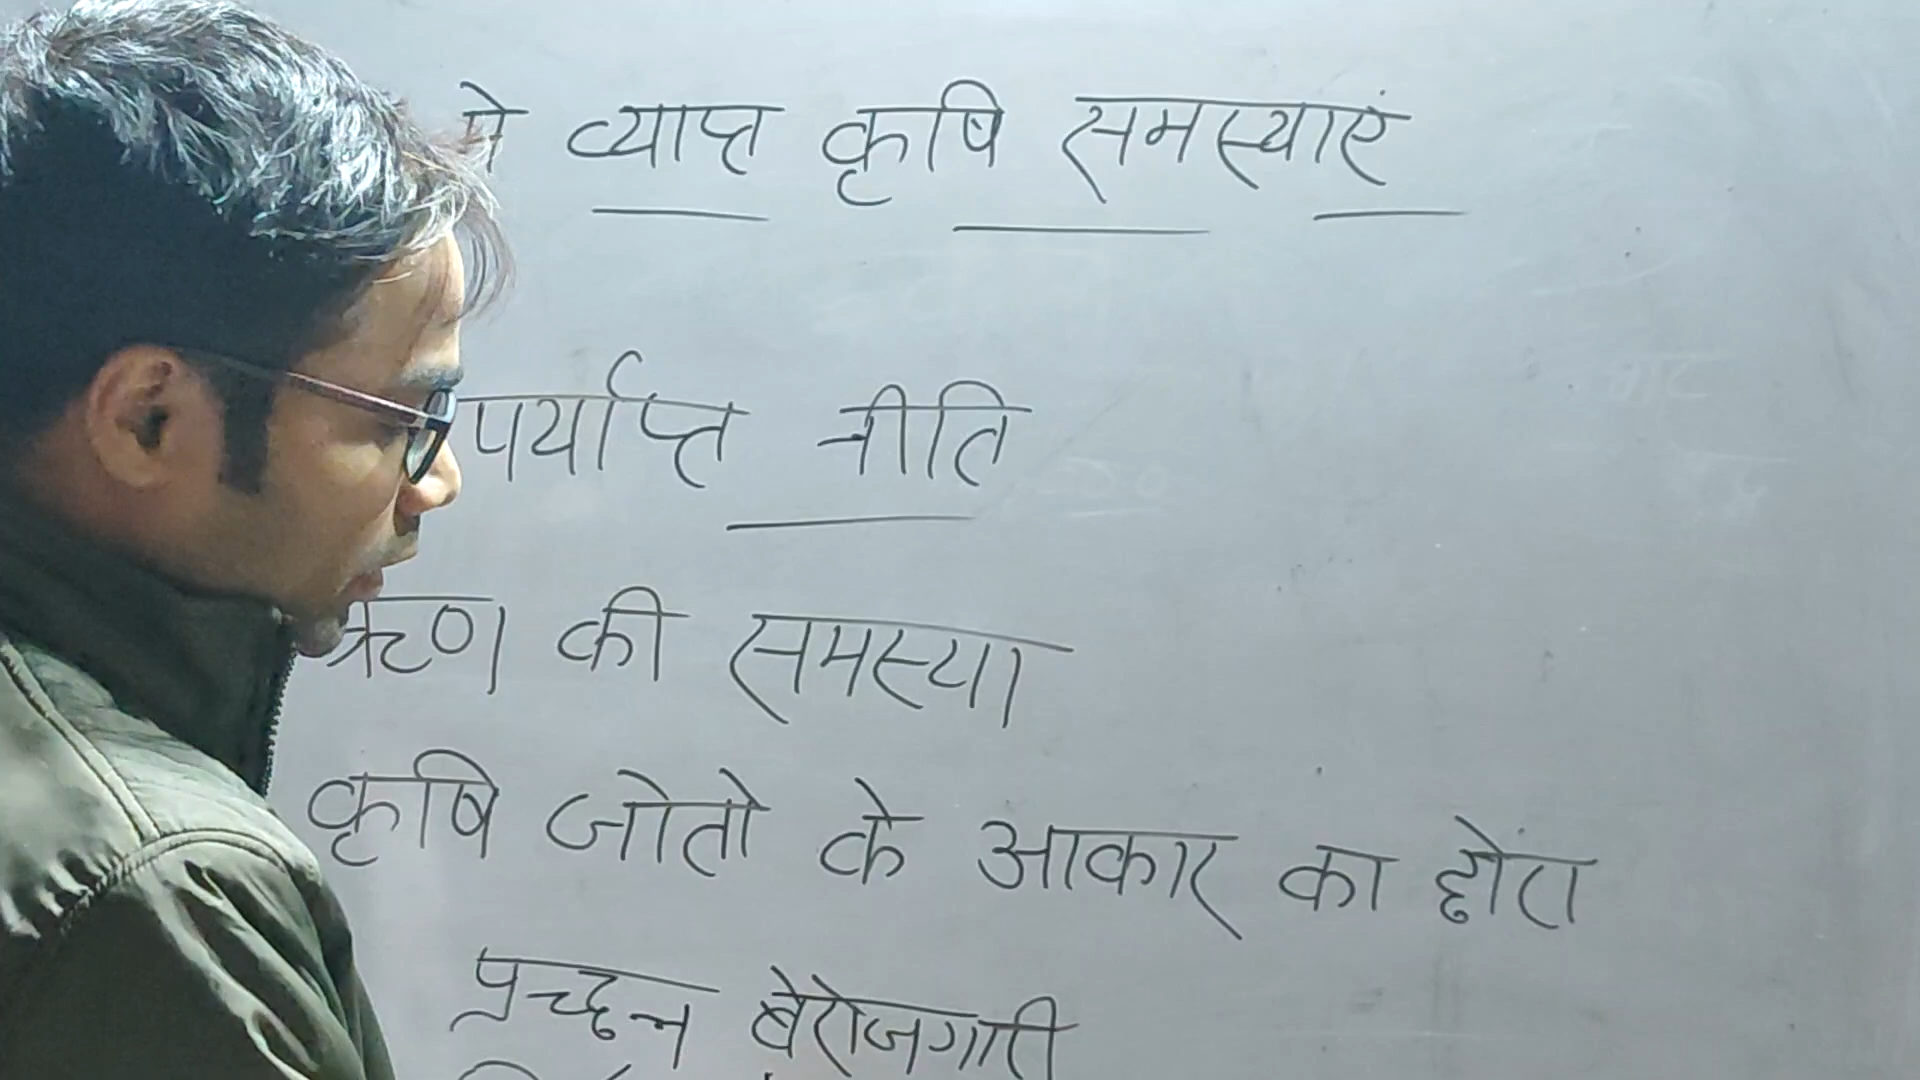 मे व्याप्त कृषि समस्याएं
पर्याप्त नीति
ऋण की समस्या
कृषि जोतो के आकार का छोटा
प्रच्छन्न बेरोजगारी